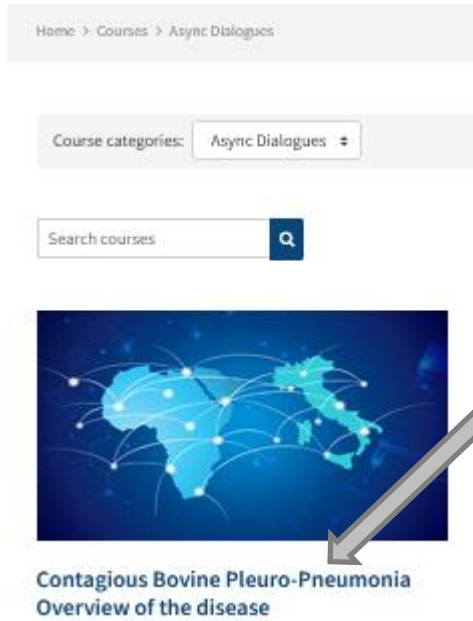 Home > Courses > Async Dialogues
Course categories: Async Dialogues
Search courses
Contagious Bovine Pleuro-Pneumonia
Overview of the disease